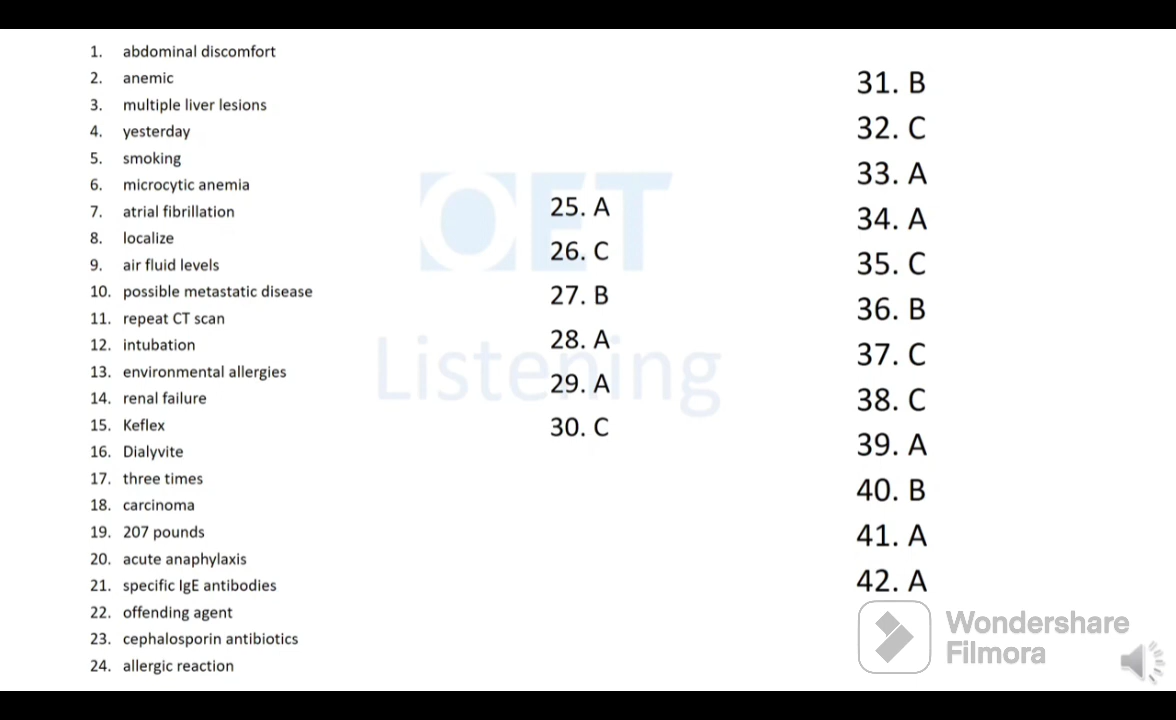 1. abdominal discomfort
2. anemic
3. multiple liver lesions
4. yesterday
5. smoking
6. microcytic anemia
7. atrial fibrillation
8. localize
9. air fluid levels
10. possible metastatic disease
11. repeat CT scan
12. intubation
13. environmental allergies
14. renal failure
15. Keflex
16. Dialyvite
17. three times
18. carcinoma
19. 207 pounds
20. acute anaphylaxis
21. specific IgE antibodies
22. offending agent
23. cephalosporin antibiotics
24. allergic reaction
OET
Listening
25. A
26. C
27. B
28. A
29. A
30. C
31. B
32. C
33. A
34. A
35. C
36. B
37. C
38. C
39. A
40. B
41. A
42. A
Wondershare
Filmora